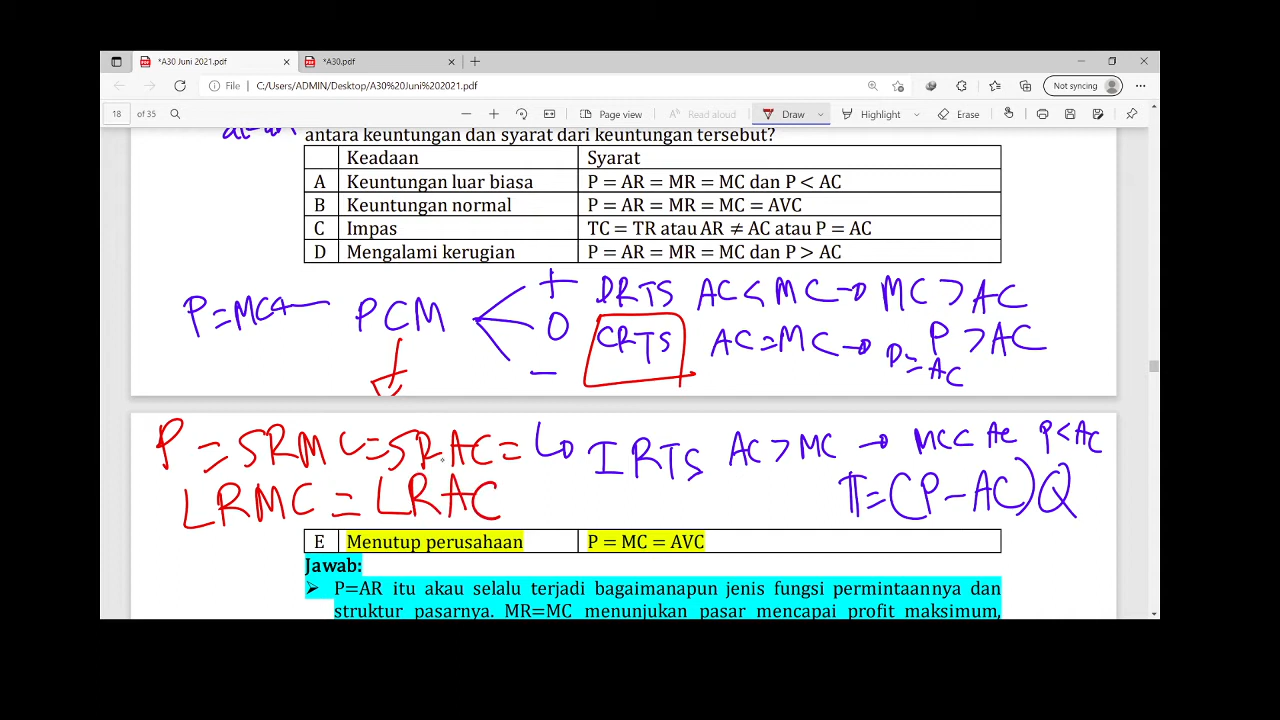 *A30 Juni 2021.pdf
*A30.pdf
File
C:/Users/ADMIN/Desktop/A30%20Juni%202021.pdf
Not syncing
18 of 35
Page view
Read aloud
Draw
Highlight
Erase
antara keuntungan dan syarat dari keuntungan tersebut?
Keadaan Syarat
A Keuntungan luar biasa P = AR = MR = MC dan P < AC
B Keuntungan normal P = AR = MR = MC = AVC
C Impas TC = TR atau AR ≠ AC atau P = AC
D Mengalami kerugian P = AR = MR = MC dan P > AC
+ DRTS AC < MC → MC > AC
P = MC ← PCM
0 CRTS AC = MC → P > AC
P = AC
−
P = SRMC = SRAC =
LRMC = LRAC
↳ IRTS AC > MC → MC < AC P < AC
π = (P − AC) Q
E Menutup perusahaan P = MC = AVC
Jawab:
➢ P=AR itu akau selalu terjadi bagaimanapun jenis fungsi permintaannya dan
struktur pasarnya. MR=MC menunjukan pasar mencapai profit maksimum,